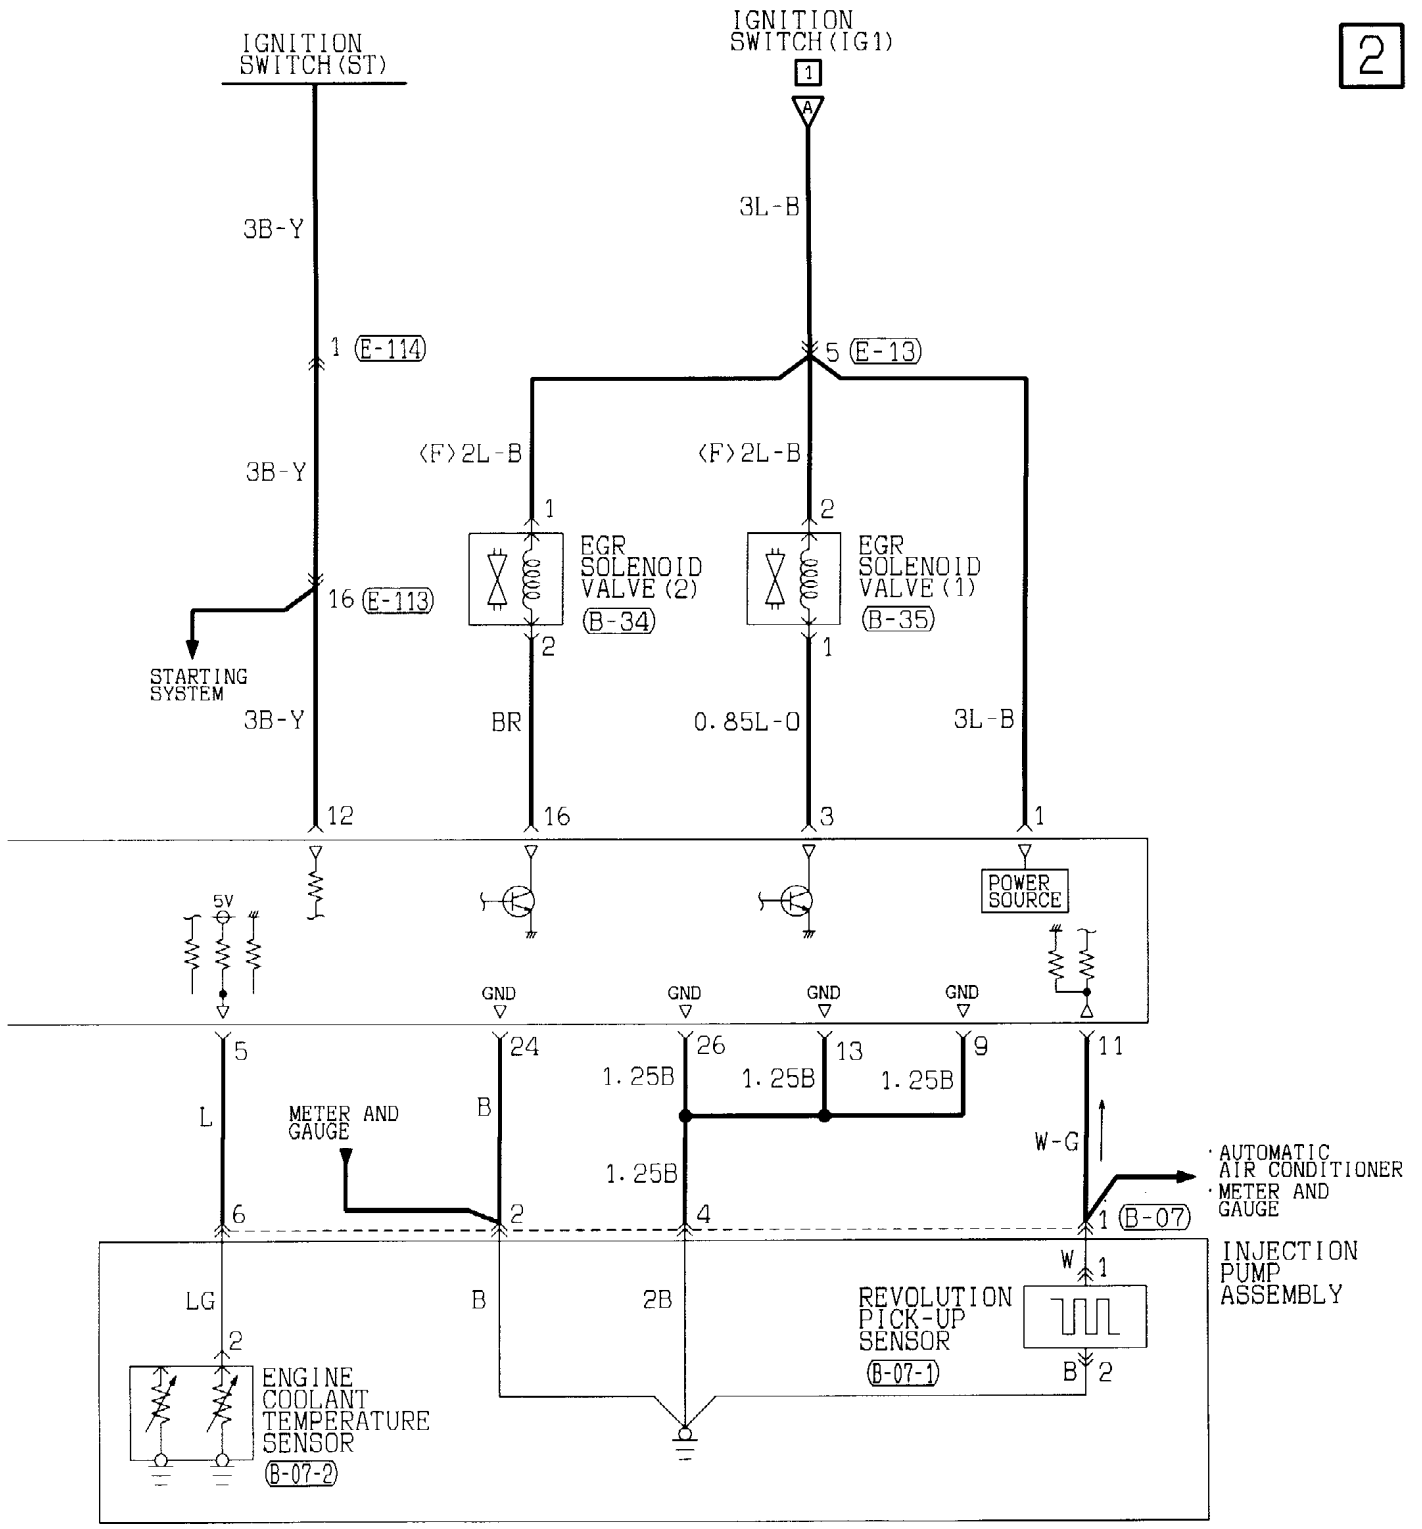 IGNITION
SWITCH(ST)
IGNITION
SWITCH(IG1)
1
A
2
3B-Y
3L-B
1 (E-114)
5 (E-13)
3B-Y
<F>2L-B
<F>2L-B
1
2
EGR
SOLENOID
VALVE(2)
(B-34)
EGR
SOLENOID
VALVE(1)
(B-35)
16 (E-113)
2
1
STARTING
SYSTEM
3B-Y
BR
0.85L-O
3L-B
12
16
3
1
5V
POWER
SOURCE
GND
GND
GND
GND
5
24
26
13
9
11
1.25B
1.25B
1.25B
L
METER AND
GAUGE
B
1.25B
W-G
·AUTOMATIC
AIR CONDITIONER
·METER AND
GAUGE
6
2
4
1 (B-07)
INJECTION
PUMP
ASSEMBLY
W
1
LG
B
2B
REVOLUTION
PICK-UP
SENSOR
(B-07-1)
2
B 2
ENGINE
COOLANT
TEMPERATURE
SENSOR
(B-07-2)